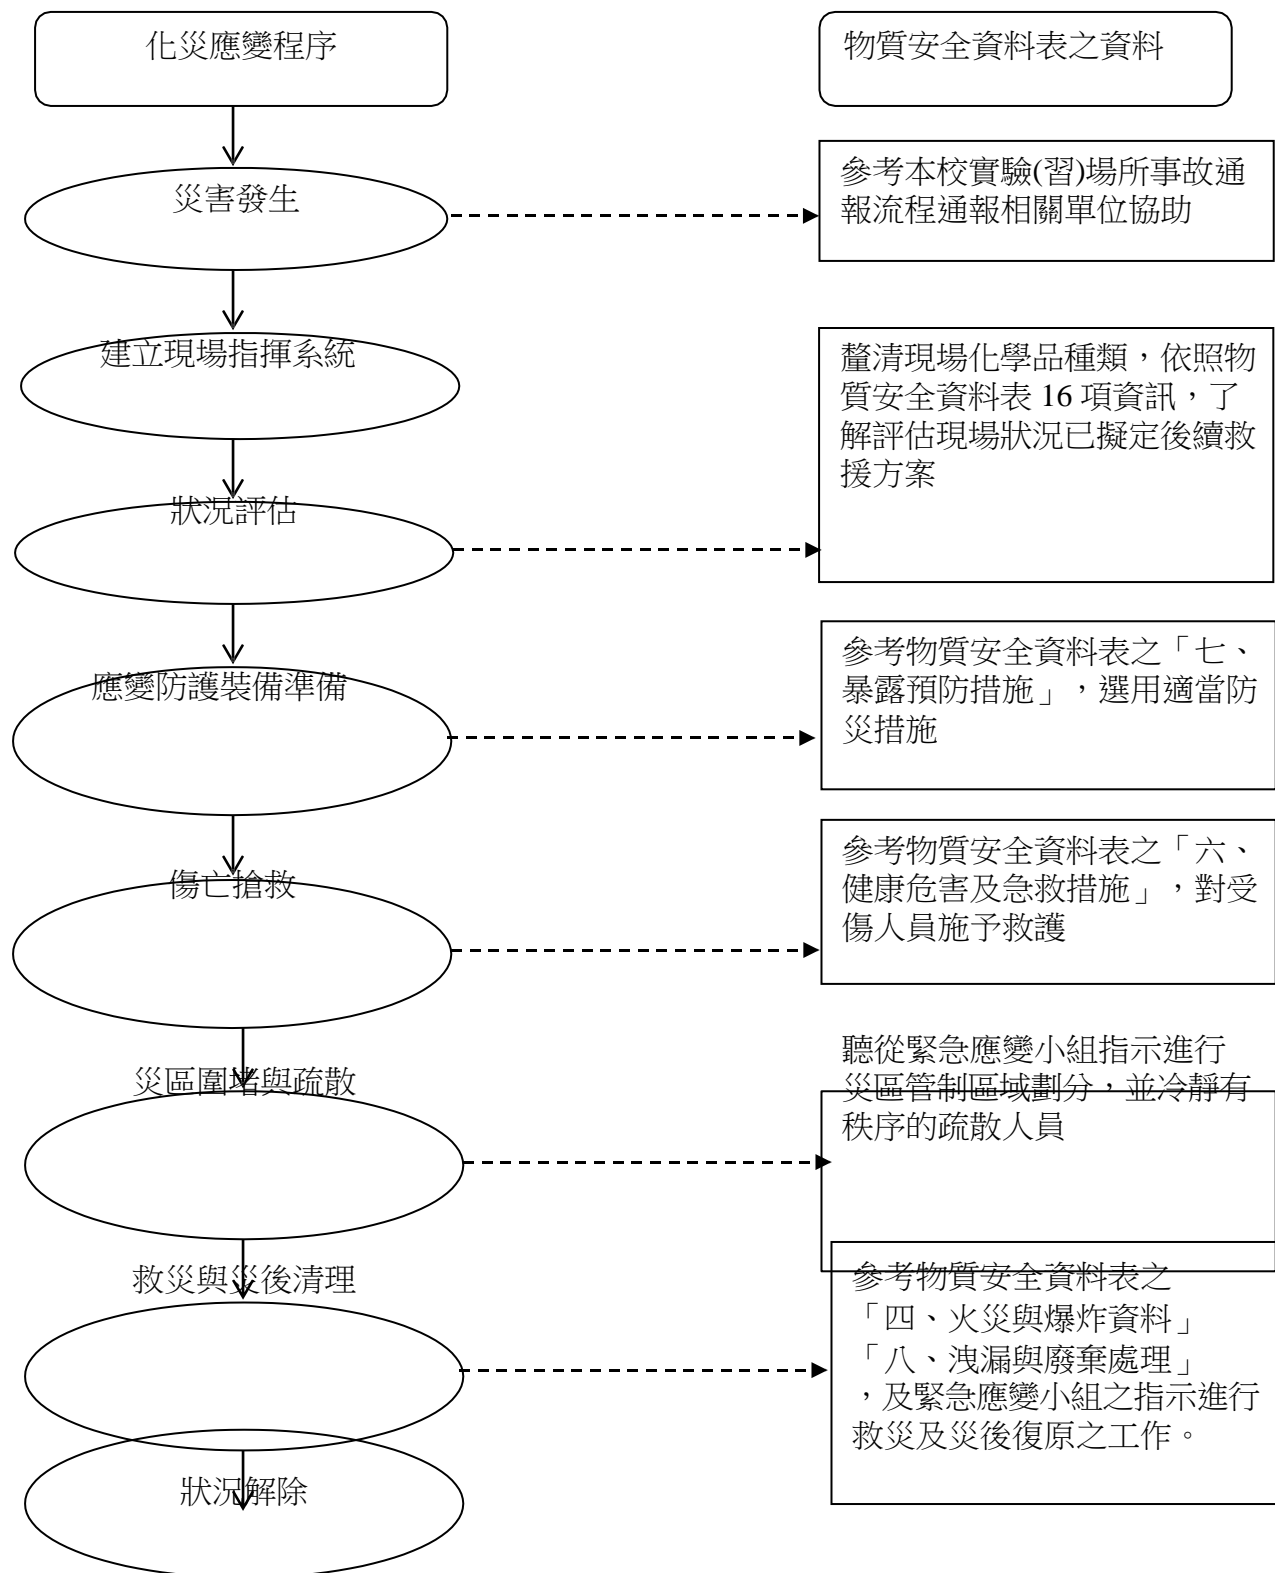 化災應變程序
物質安全資料表之資料
災害發生
參考本校實驗(習)場所事故通
報流程通報相關單位協助
建立現場指揮系統
釐清現場化學品種類，依照物
質安全資料表 16 項資訊，了
解評估現場狀況已擬定後續救
援方案
狀況評估
應變防護裝備準備
參考物質安全資料表之「七、
暴露預防措施」，選用適當防
災措施
傷亡搶救
參考物質安全資料表之「六、
健康危害及急救措施」，對受
傷人員施予救護
災區圍堵與疏散
聽從緊急應變小組指示進行
災區管制區域劃分，並冷靜有
秩序的疏散人員
救災與災後清理
參考物質安全資料表之
「四、火災與爆炸資料」
「八、洩漏與廢棄處理」
，及緊急應變小組之指示進行
救災及災後復原之工作。
狀況解除